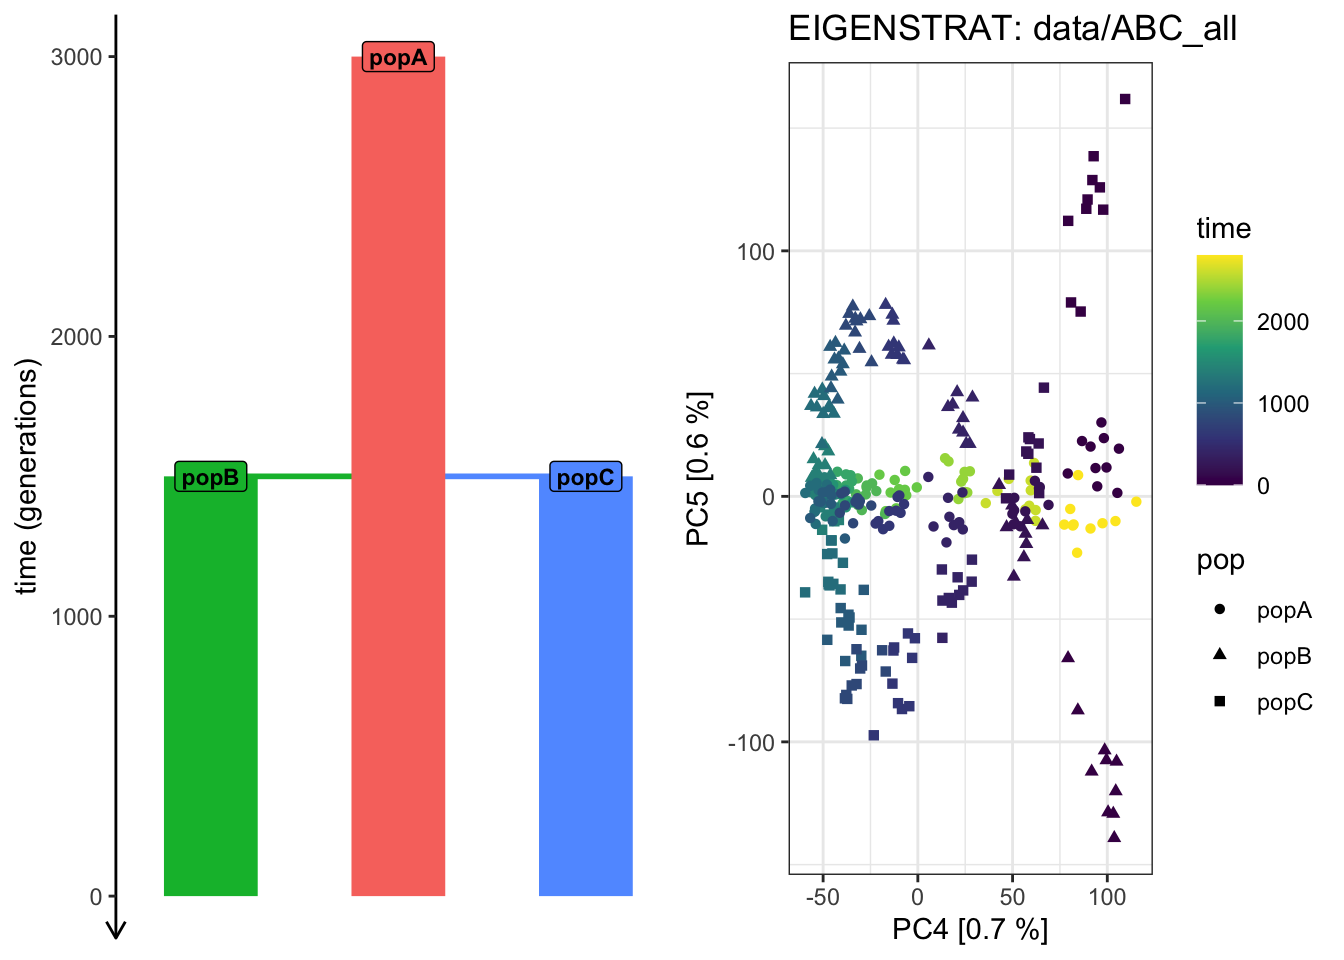 time (generations)
3000
2000
1000
0
popA
popB
popC
EIGENSTRAT: data/ABC_all
PC5 [0.6 %]
100
0
-100
-50
0
50
100
PC4 [0.7 %]
time
2000
1000
0
pop
popA
popB
popC